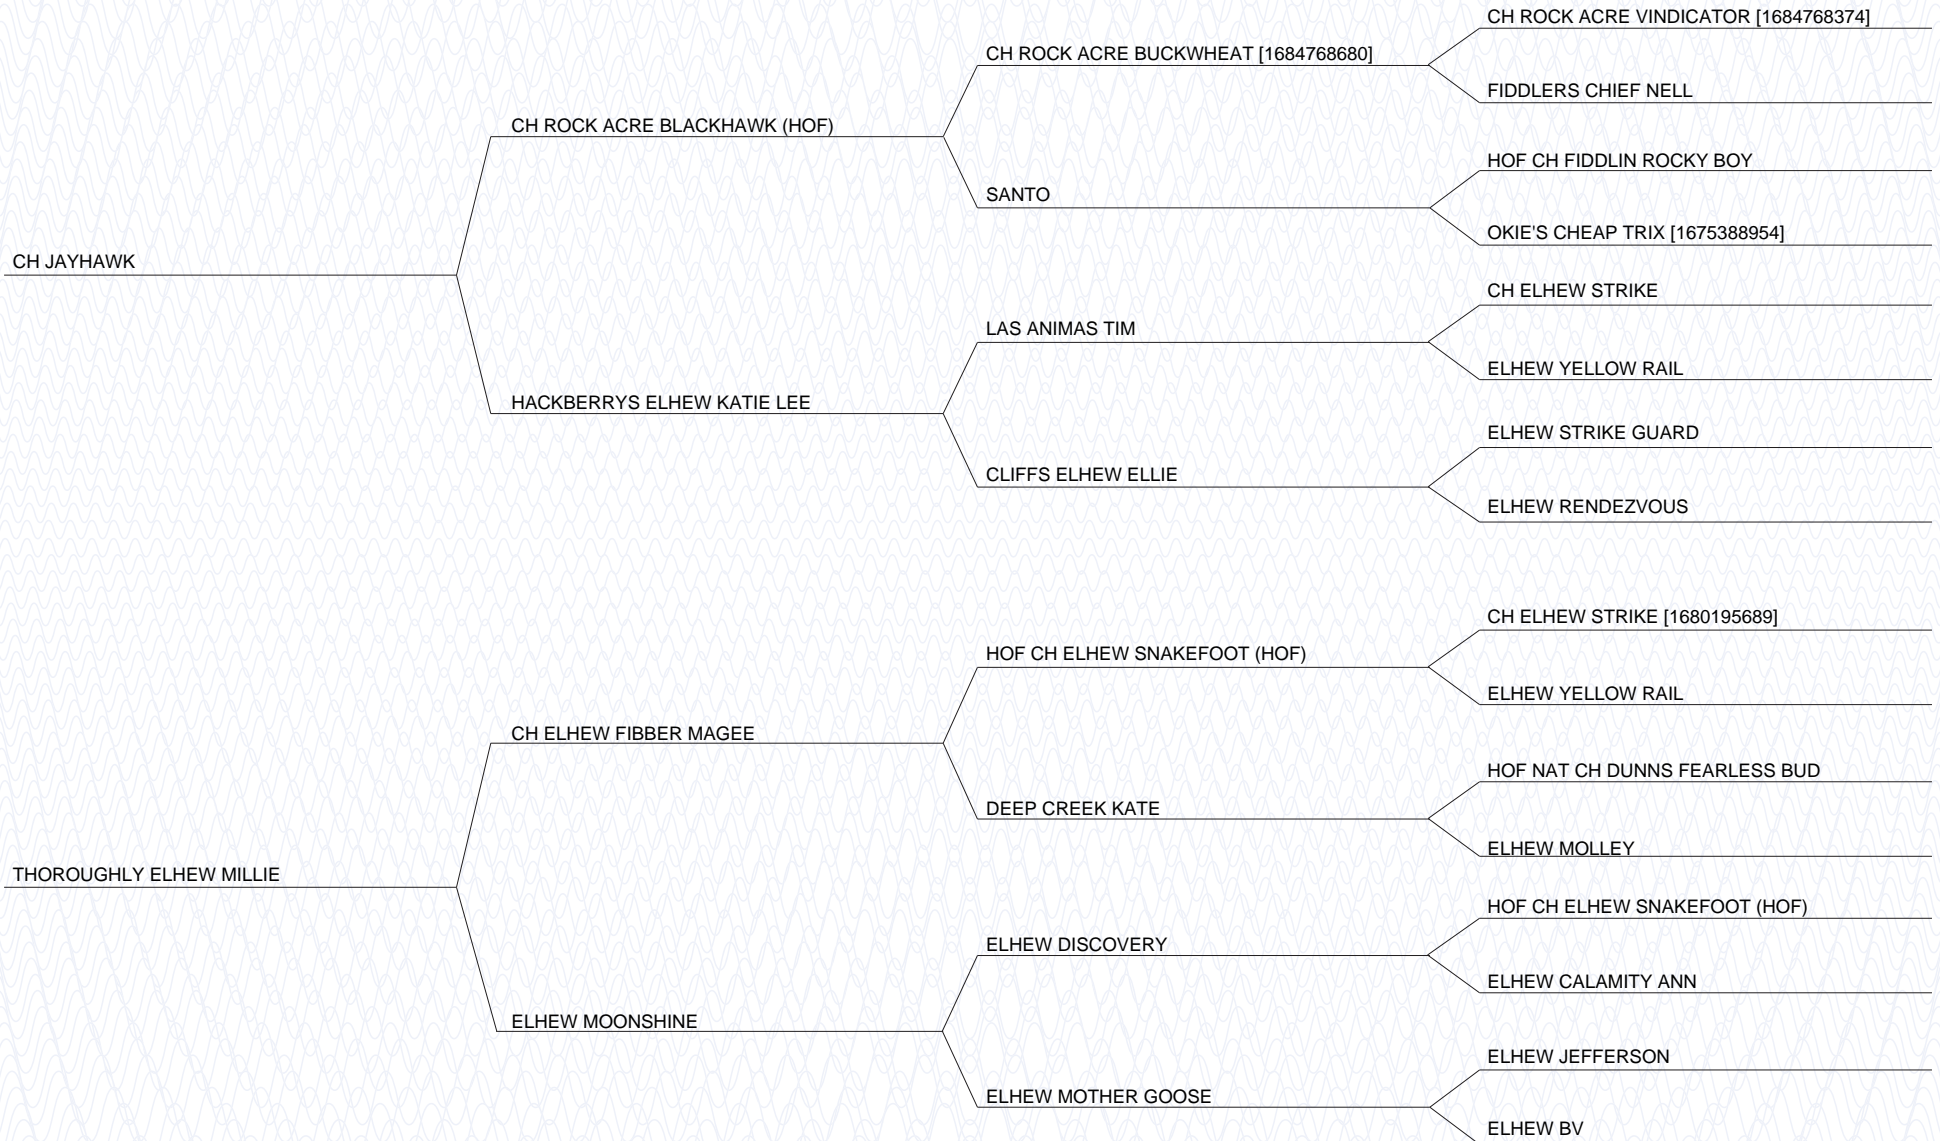 CH ROCK ACRE VINDICATOR [1684768374]
CH ROCK ACRE BUCKWHEAT [1684768680]
FIDDLERS CHIEF NELL
CH ROCK ACRE BLACKHAWK (HOF)
HOF CH FIDDLIN ROCKY BOY
SANTO
OKIE'S CHEAP TRIX [1675388954]
CH JAYHAWK
CH ELHEW STRIKE
LAS ANIMAS TIM
ELHEW YELLOW RAIL
HACKBERRYS ELHEW KATIE LEE
ELHEW STRIKE GUARD
CLIFFS ELHEW ELLIE
ELHEW RENDEZVOUS
CH ELHEW STRIKE [1680195689]
HOF CH ELHEW SNAKEFOOT (HOF)
ELHEW YELLOW RAIL
CH ELHEW FIBBER MAGEE
HOF NAT CH DUNNS FEARLESS BUD
DEEP CREEK KATE
ELHEW MOLLEY
THOROUGHLY ELHEW MILLIE
HOF CH ELHEW SNAKEFOOT (HOF)
ELHEW DISCOVERY
ELHEW CALAMITY ANN
ELHEW MOONSHINE
ELHEW JEFFERSON
ELHEW MOTHER GOOSE
ELHEW BV